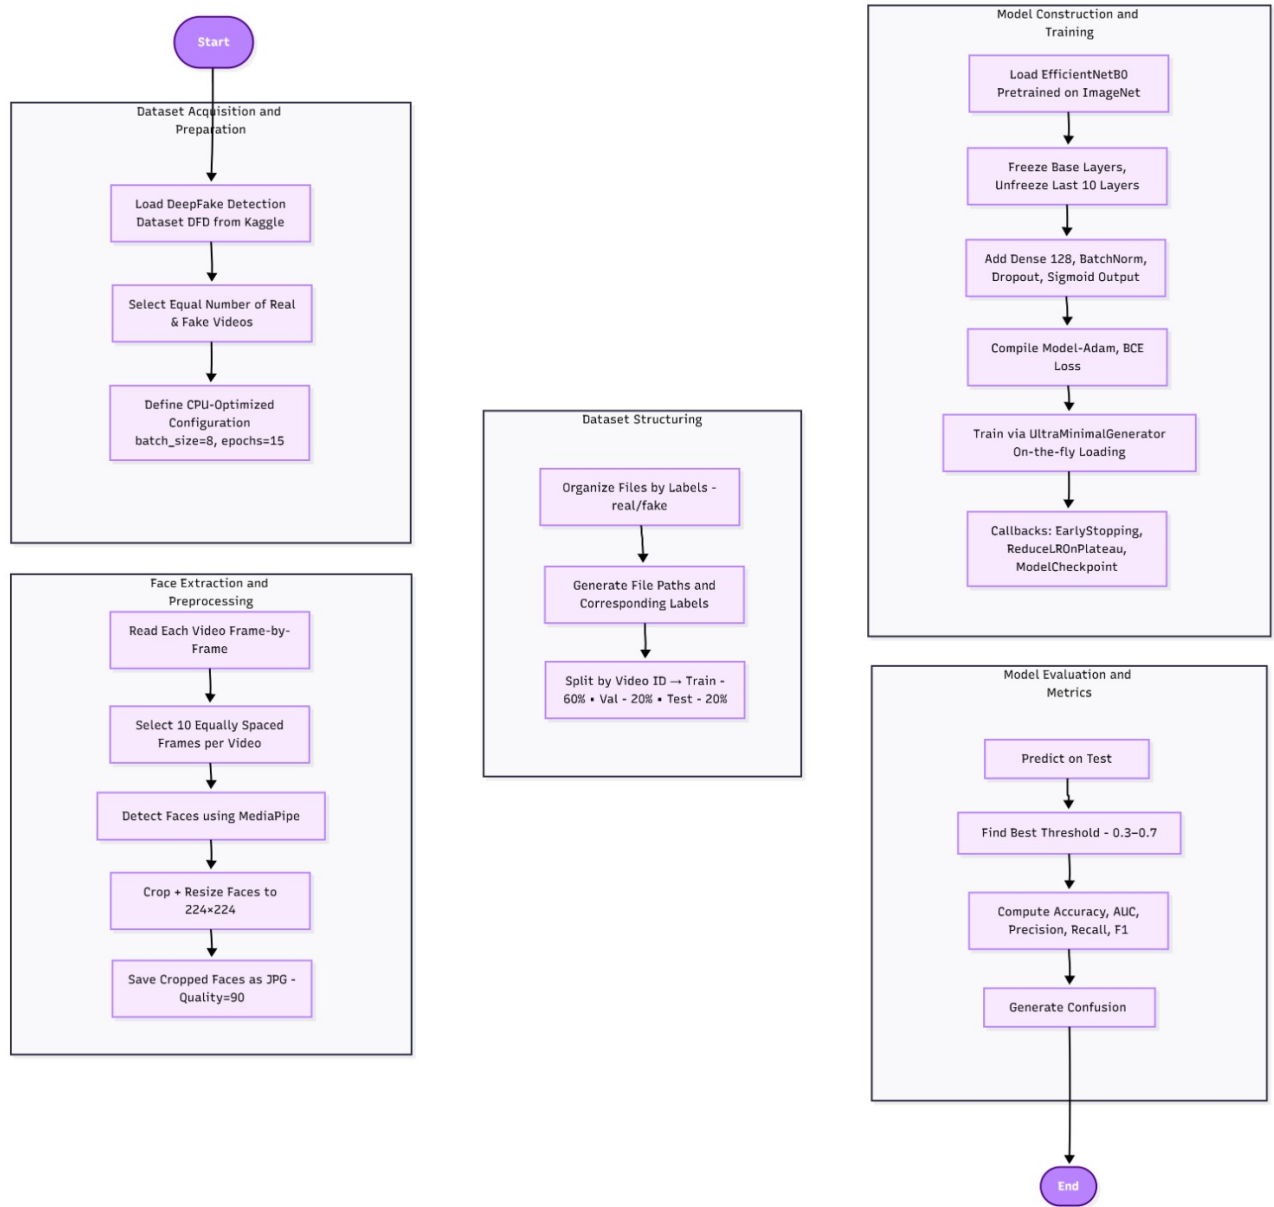 Start
Dataset Acquisition and
Preparation
Load DeepFake Detection
Dataset DFD from Kaggle
Select Equal Number of Real
& Fake Videos
Define CPU-Optimized
Configuration
batch_size=8, epochs=15
Face Extraction and
Preprocessing
Read Each Video Frame-by-
Frame
Select 10 Equally Spaced
Frames per Video
Detect Faces using MediaPipe
Crop + Resize Faces to
224×224
Save Cropped Faces as JPG -
Quality=90
Dataset Structuring
Organize Files by Labels -
real/fake
Generate File Paths and
Corresponding Labels
Split by Video ID → Train -
60% • Val - 20% • Test - 20%
Model Construction and
Training
Load EfficientNetB0
Pretrained on ImageNet
Freeze Base Layers,
Unfreeze Last 10 Layers
Add Dense 128, BatchNorm,
Dropout, Sigmoid Output
Compile Model-Adam, BCE
Loss
Train via UltraMinimalGenerator
On-the-fly Loading
Callbacks: EarlyStopping,
ReduceLROnPlateau,
ModelCheckpoint
Model Evaluation and
Metrics
Predict on Test
Find Best Threshold - 0.3–0.7
Compute Accuracy, AUC,
Precision, Recall, F1
Generate Confusion
End